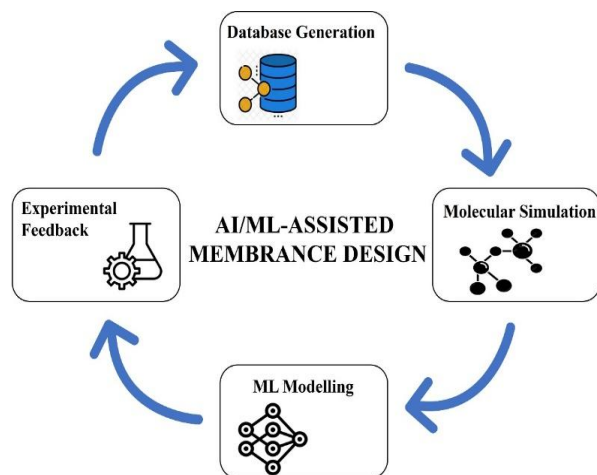 Database Generation
Experimental
Feedback
AI/ML-ASSISTED
MEMBRANCE DESIGN
Molecular Simulation
ML Modelling